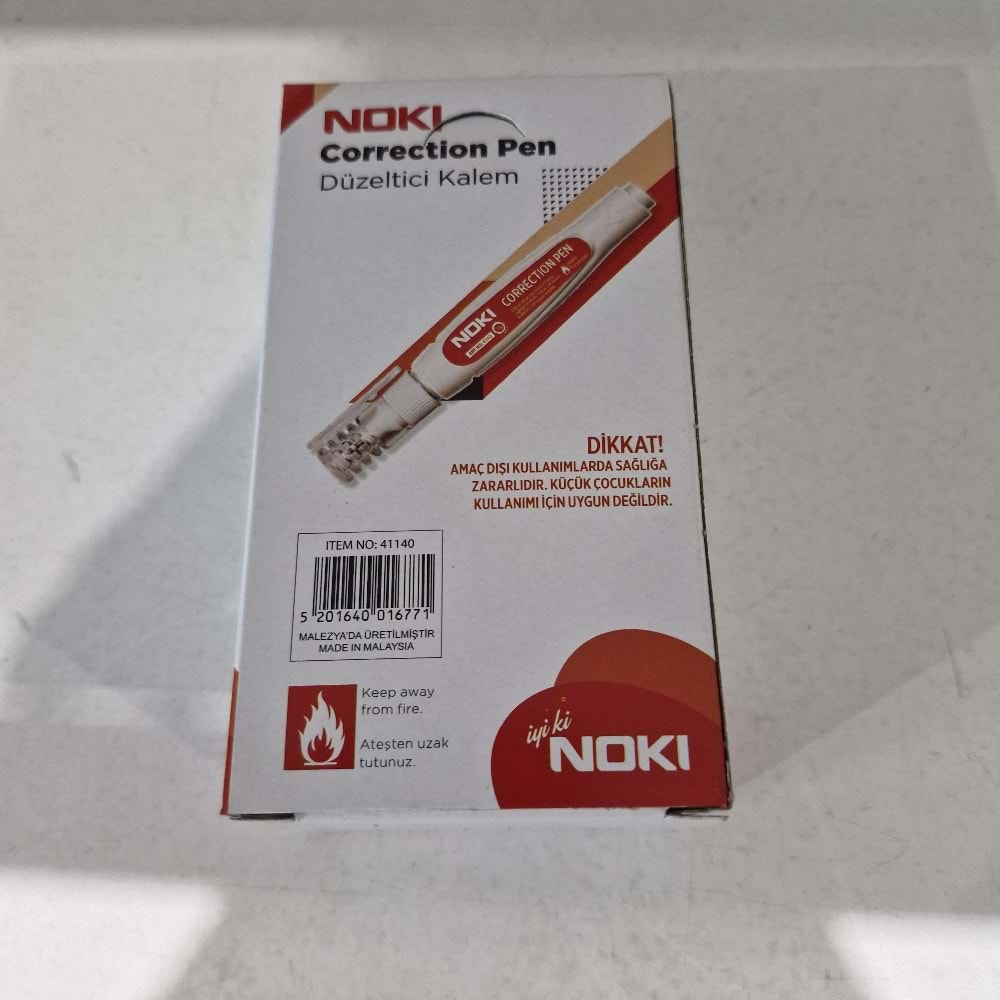 NOKI
Correction Pen
Düzeltici Kalem
NOKI
CORRECTION PEN
DİKKAT!
AMAÇ DIŞI KULLANIMLARDA SAĞLIĞA
ZARARLIDIR. KÜÇÜK ÇOCUKLARIN
KULLANIMI İÇİN UYGUN DEĞİLDİR.
ITEM NO: 41140
5 201640 016771
MALEZYA'DA ÜRETİLMİŞTİR
MADE IN MALAYSIA
Keep away
from fire.
Ateşten uzak
tutunuz.
iyi ki
NOKI